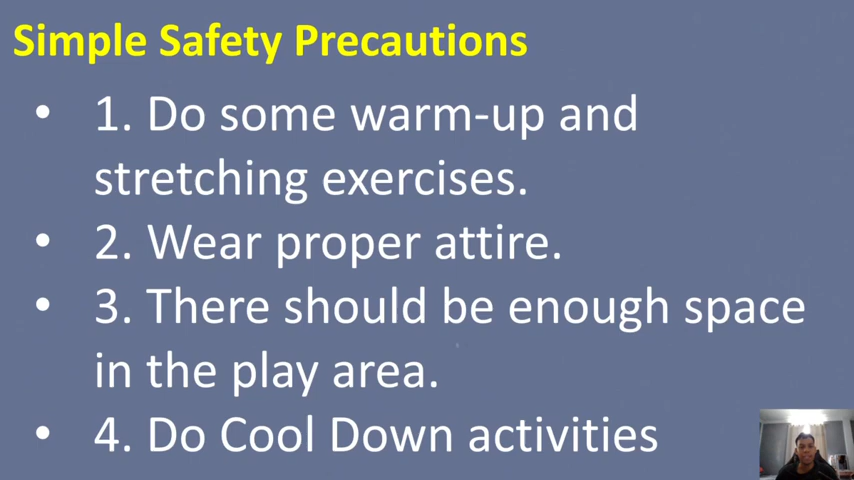 Simple Safety Precautions
• 1. Do some warm-up and
stretching exercises.
• 2. Wear proper attire.
• 3. There should be enough space
in the play area.
• 4. Do Cool Down activities